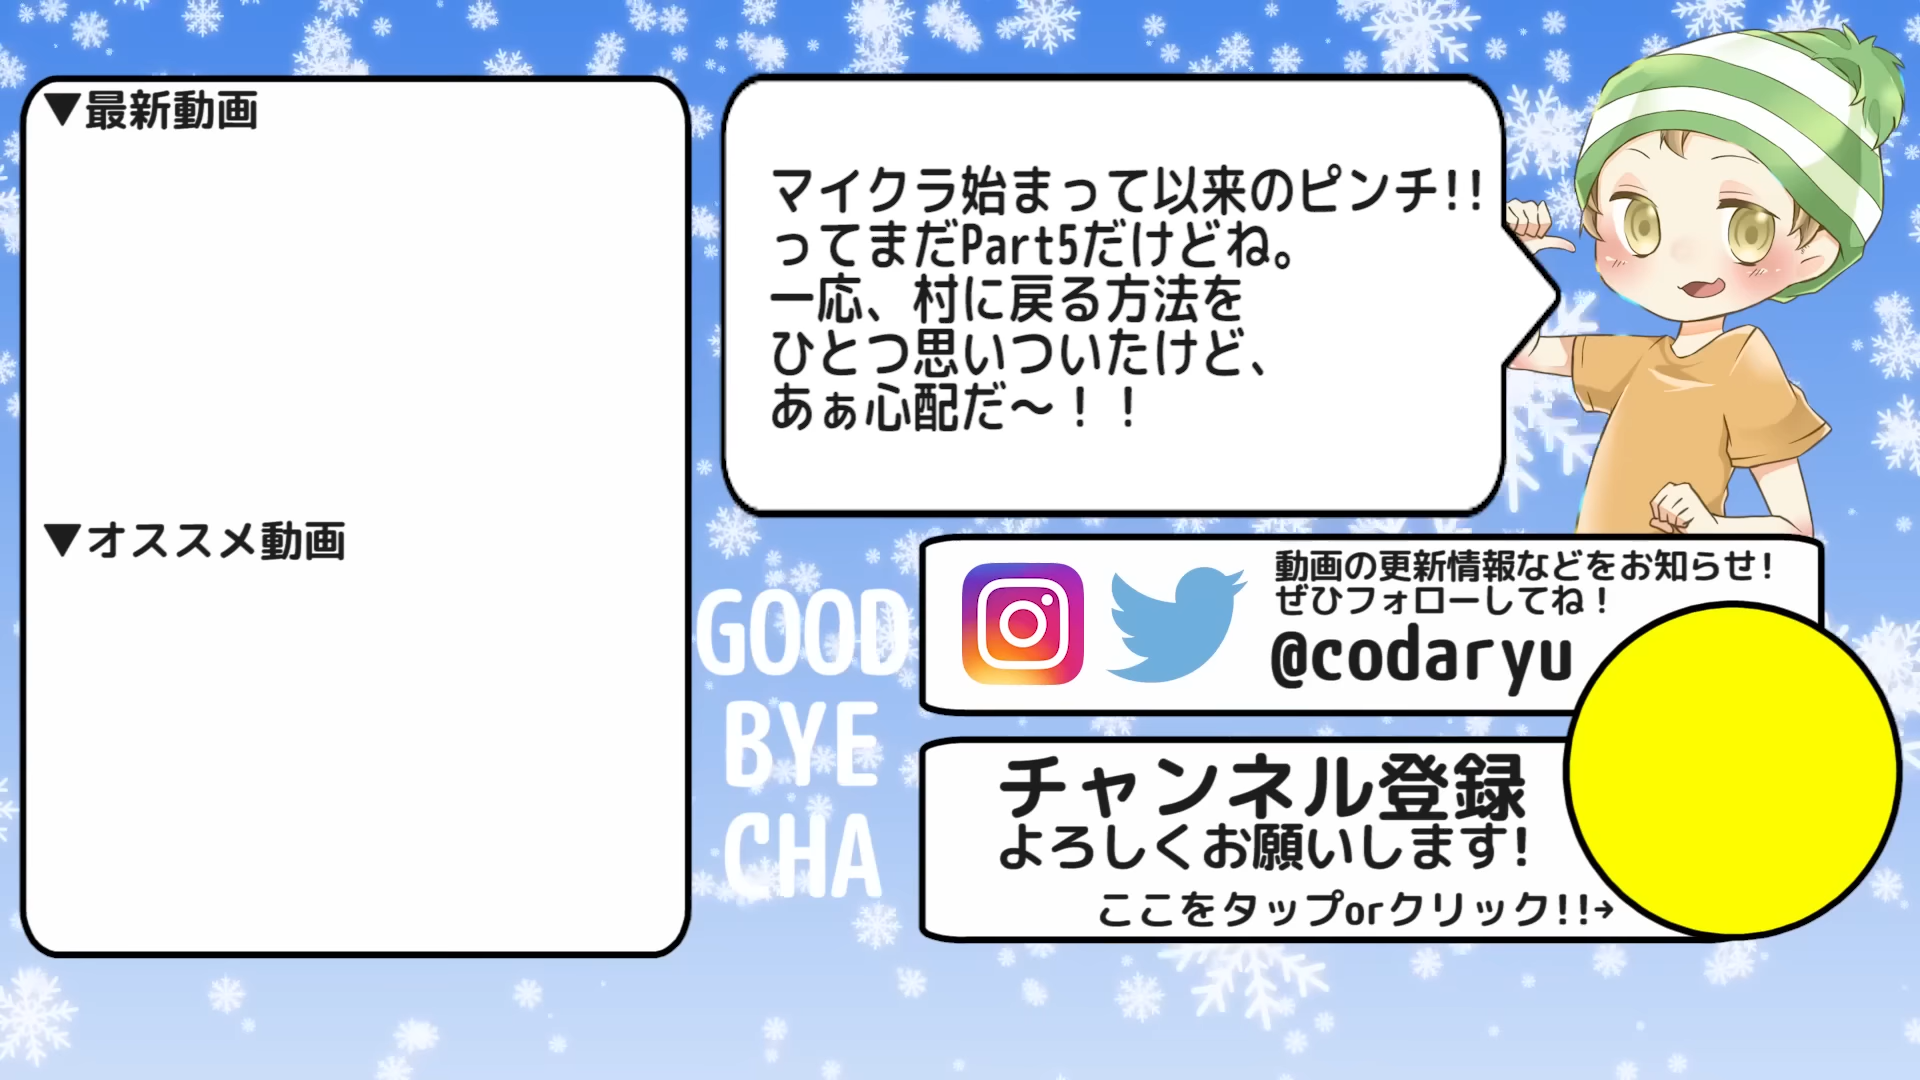 ▼最新動画
▼オススメ動画
マイクラ始まって以来のピンチ!!
ってまだPart5だけどね。
一応、村に戻る方法を
ひとつ思いついたけど、
あぁ心配だ～！！
GOOD
BYE
CHA
動画の更新情報などをお知らせ!
ぜひフォローしてね！
@codaryu
チャンネル登録
よろしくお願いします!
ここをタップorクリック!!→